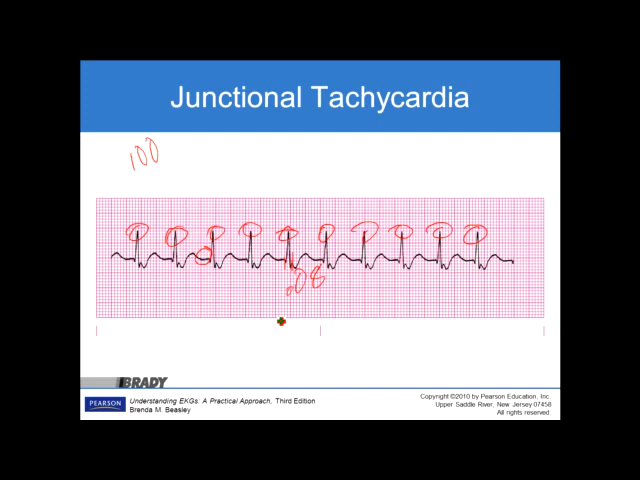 Junctional Tachycardia
100
.08
BRADY
PEARSON
Understanding EKGs: A Practical Approach, Third Edition
Brenda M. Beasley
Copyright ©2010 by Pearson Education, Inc.
Upper Saddle River, New Jersey 07458
All rights reserved.